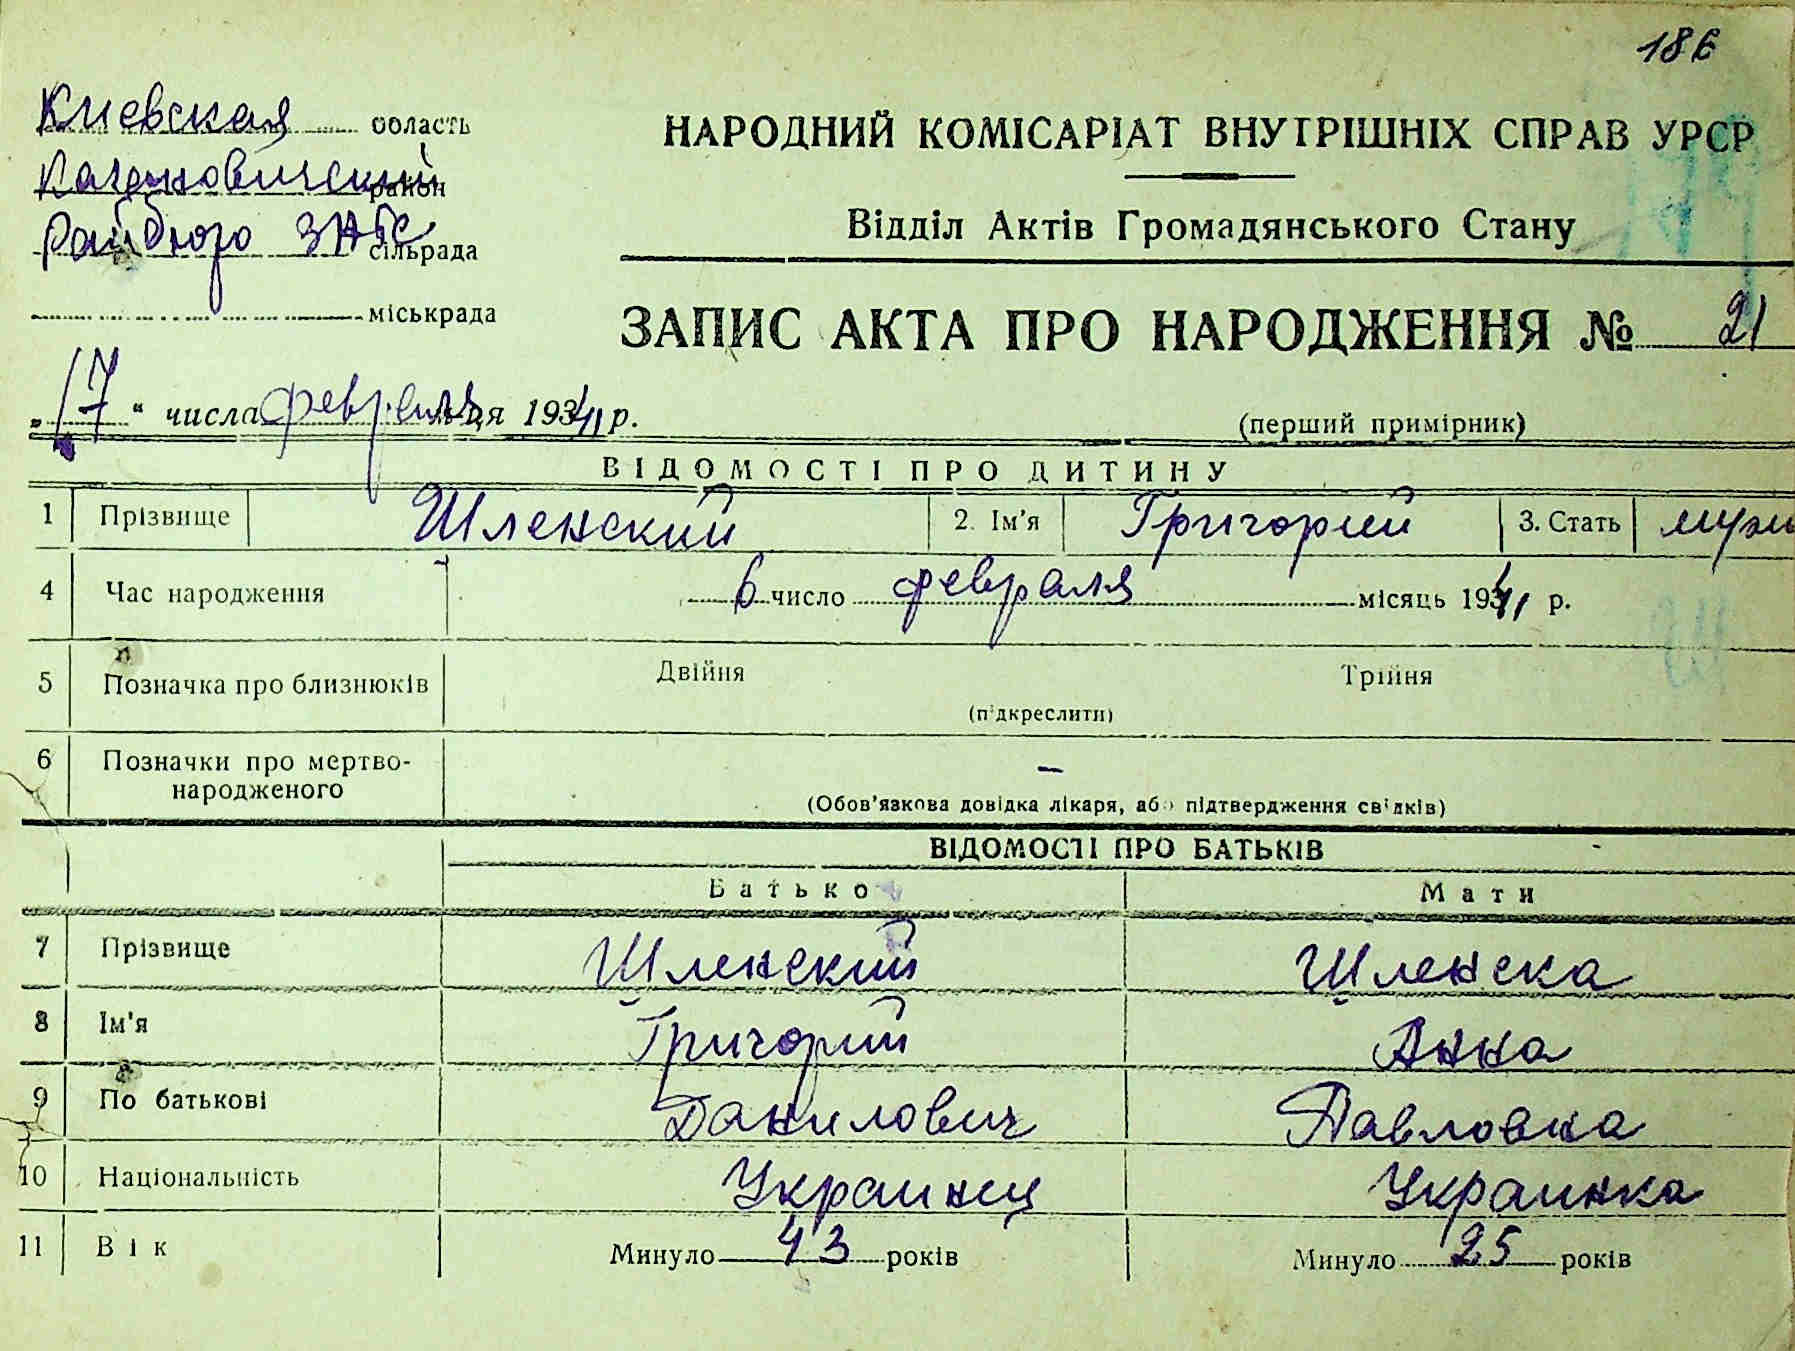 186
Киевская область
Кагановический район
Райбюро ЗАГС сільрада
міськрада
НАРОДНИЙ КОМІСАРІАТ ВНУТРІШНІХ СПРАВ УРСР
Відділ Актів Громадянського Стану
ЗАПИС АКТА ПРО НАРОДЖЕННЯ № 21
„17“ числа февраля м-ця 1941 р.
(перший примірник)
ВІДОМОСТІ ПРО ДИТИНУ
1 Прізвище Шленский 2. Ім'я Григорий 3. Стать муж
4 Час народження 6 число февраля місяць 1941 р.
5 Позначка про близнюків Двійня Трійня
(підкреслити)
6 Позначки про мертво-
народженого –
(Обов'язкова довідка лікаря, або підтвердження свідків)
ВІДОМОСТІ ПРО БАТЬКІВ
Батько Мати
7 Прізвище Шленский Шленска
8 Ім'я Григорий Анна
9 По батькові Данилович Павловна
10 Національність Украинец Украинка
11 Вік Минуло 43 років Минуло 25 років